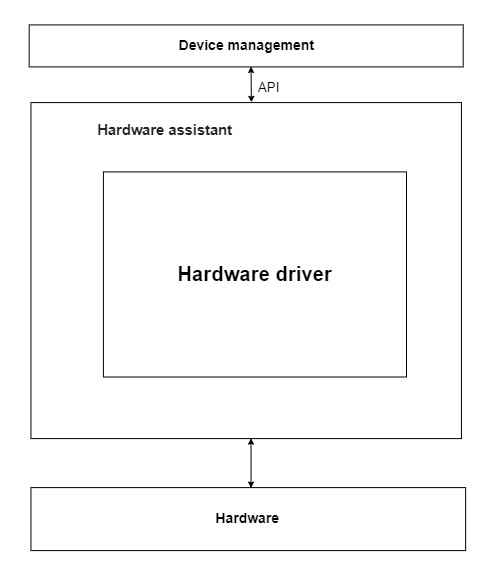 Device management
API
Hardware assistant
Hardware driver
Hardware